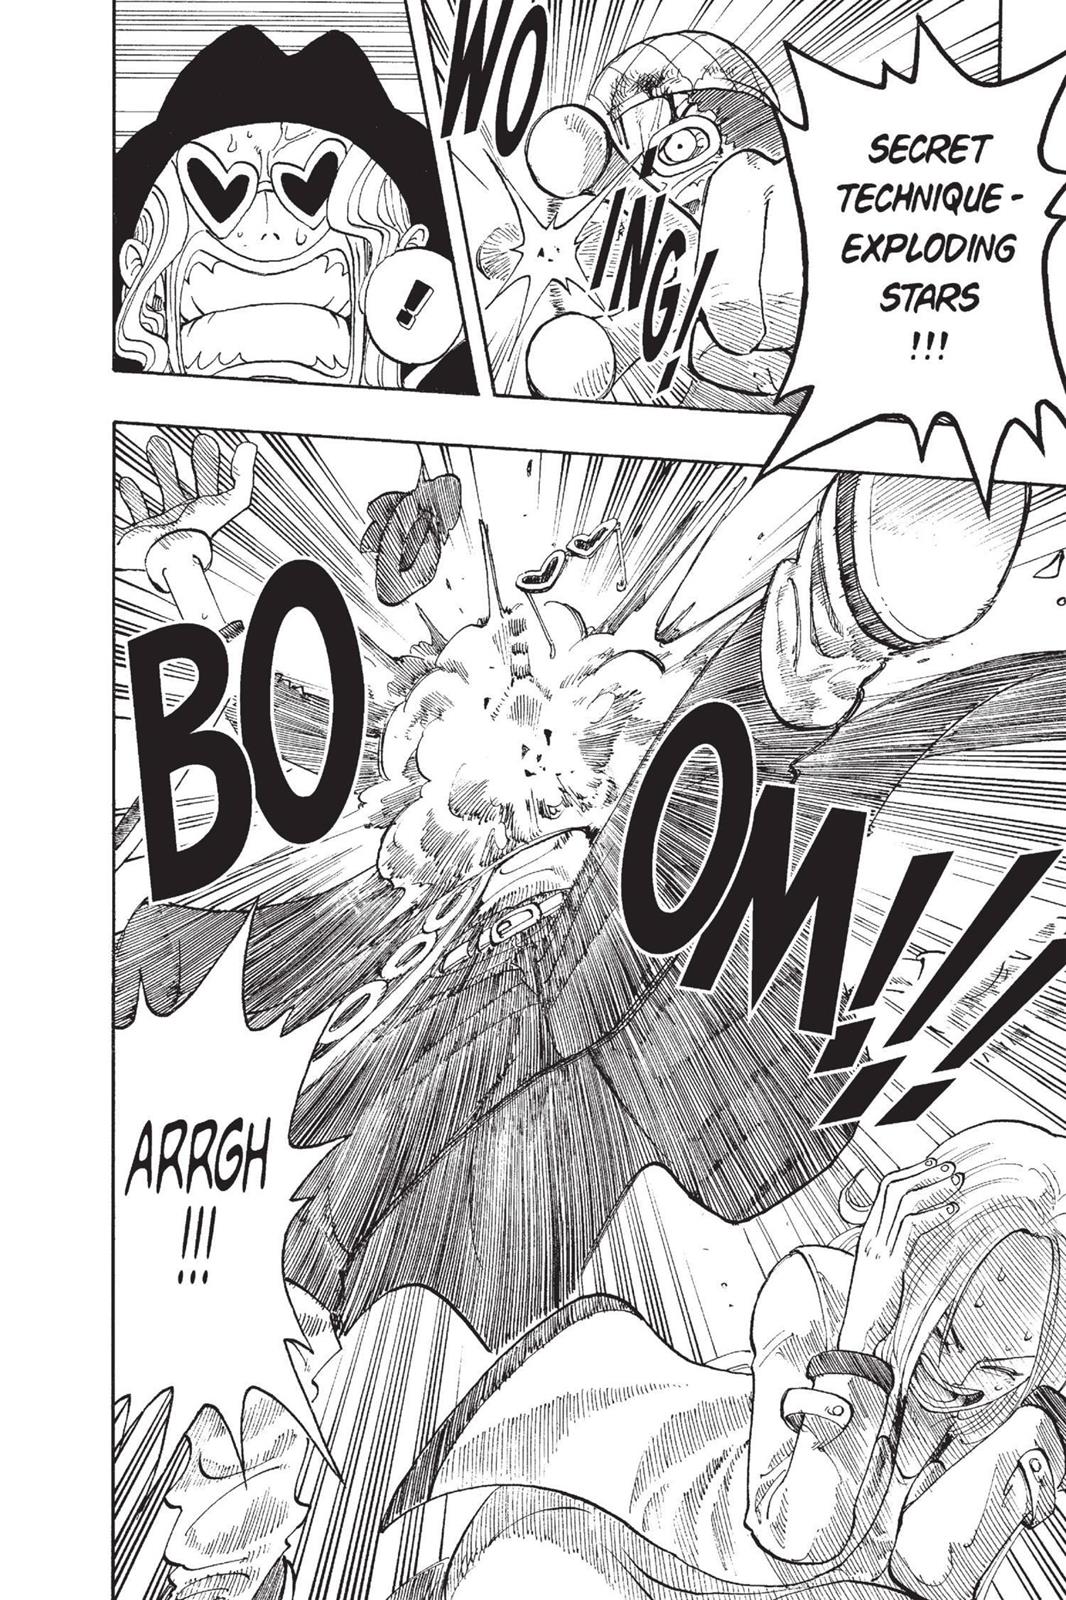 SECRET
TECHNIQUE-
EXPLODING
STARS
!!!
WO
ING!
!
BO
OM!!
ARRGH
!!!